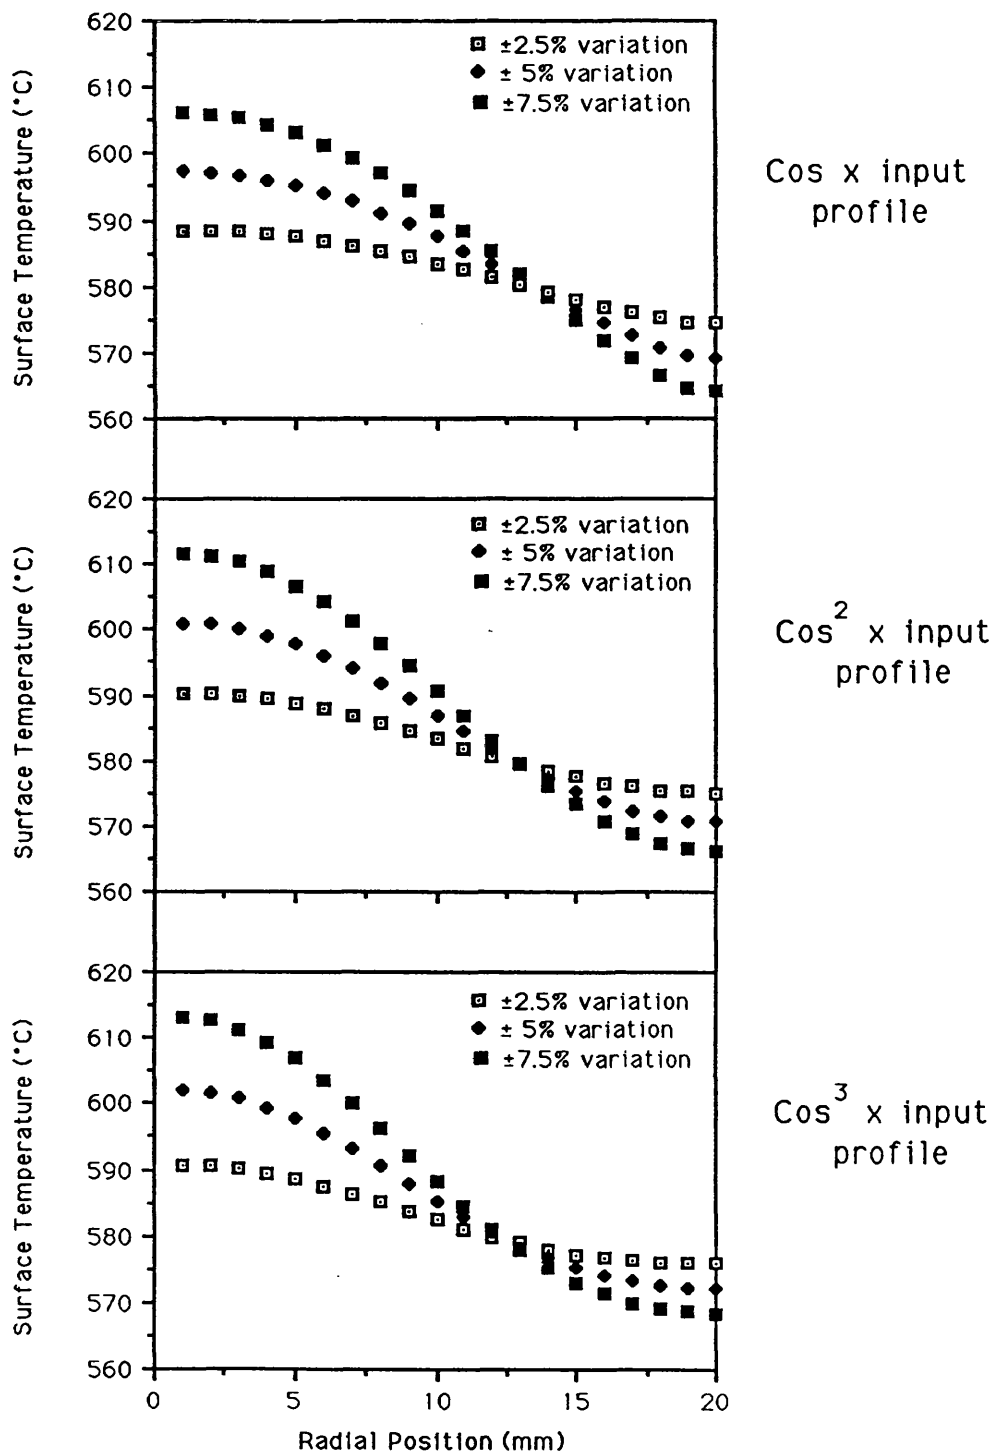 620
610
600
590
580
570
560
Surface Temperature (°C)
±2.5% variation
± 5% variation
±7.5% variation
Cos x input
profile
620
610
600
590
580
570
560
Surface Temperature (°C)
±2.5% variation
± 5% variation
±7.5% variation
Cos² x input
profile
620
610
600
590
580
570
560
Surface Temperature (°C)
±2.5% variation
± 5% variation
±7.5% variation
Cos³ x input
profile
0 5 10 15 20
Radial Position (mm)